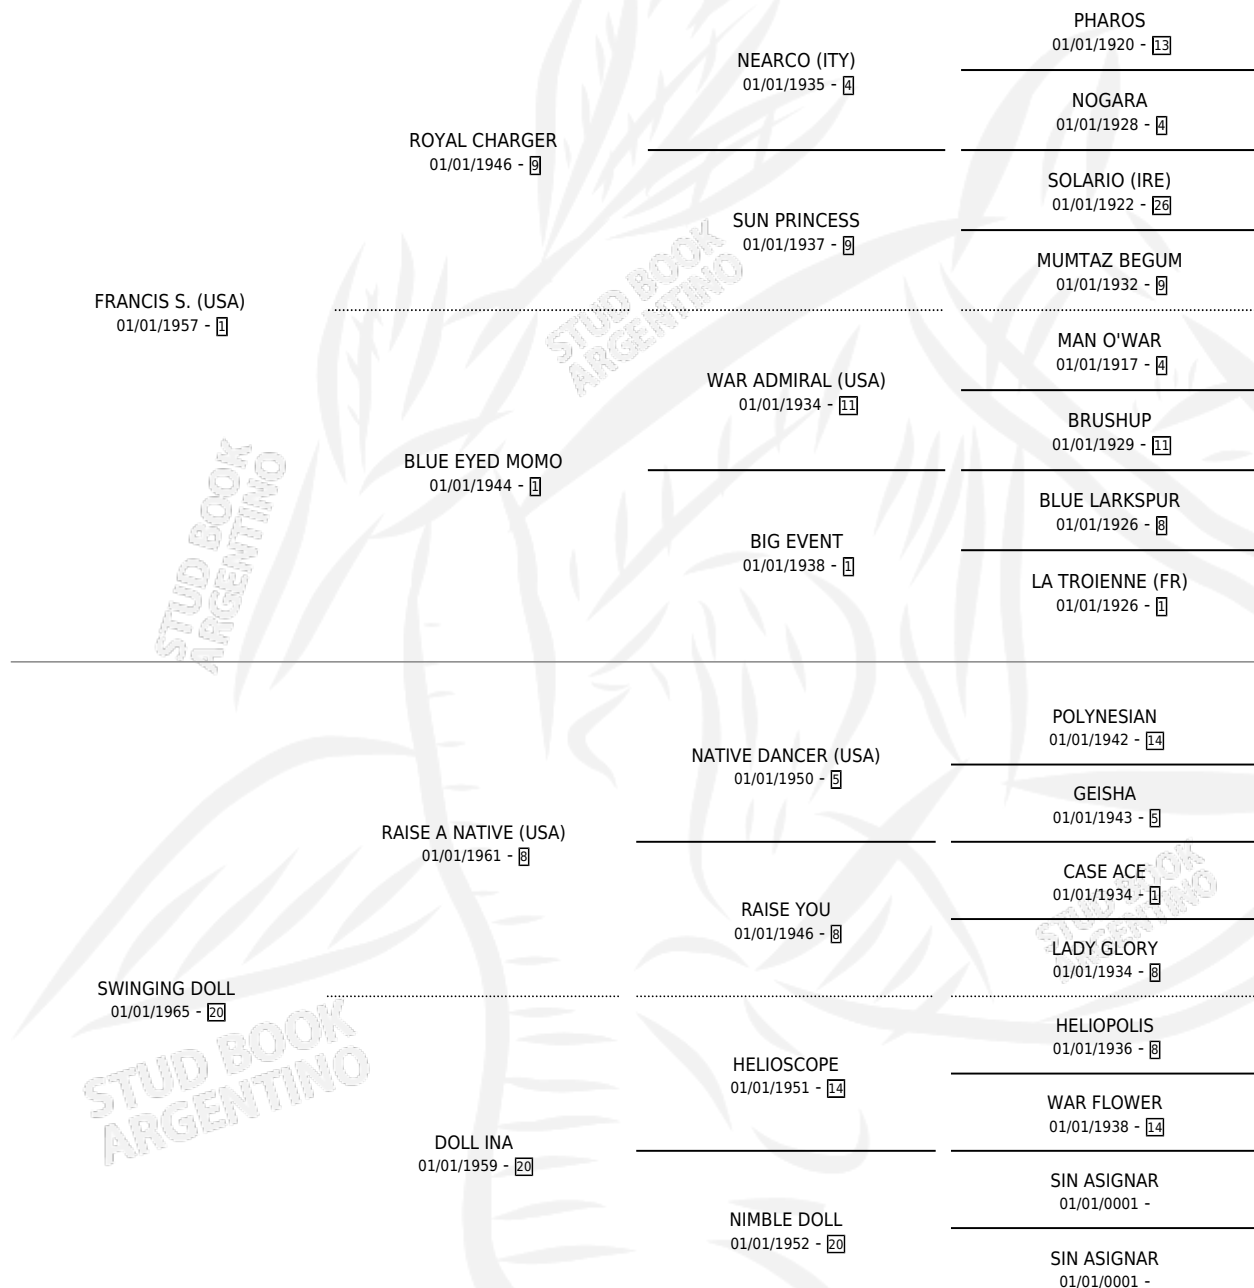 PHAROS
01/01/1920 - 13
NEARCO (ITY)
01/01/1935 - 4
NOGARA
01/01/1928 - 4
ROYAL CHARGER
01/01/1946 - 9
SOLARIO (IRE)
01/01/1922 - 26
SUN PRINCESS
01/01/1937 - 9
MUMTAZ BEGUM
01/01/1932 - 9
FRANCIS S. (USA)
01/01/1957 - 1
MAN O'WAR
01/01/1917 - 4
WAR ADMIRAL (USA)
01/01/1934 - 11
BRUSHUP
01/01/1929 - 11
BLUE EYED MOMO
01/01/1944 - 1
BLUE LARKSPUR
01/01/1926 - 8
BIG EVENT
01/01/1938 - 1
LA TROIENNE (FR)
01/01/1926 - 1
POLYNESIAN
01/01/1942 - 14
NATIVE DANCER (USA)
01/01/1950 - 5
GEISHA
01/01/1943 - 5
RAISE A NATIVE (USA)
01/01/1961 - 8
CASE ACE
01/01/1934 - 1
RAISE YOU
01/01/1946 - 8
LADY GLORY
01/01/1934 - 8
SWINGING DOLL
01/01/1965 - 20
HELIOPOLIS
01/01/1936 - 8
HELIOSCOPE
01/01/1951 - 14
WAR FLOWER
01/01/1938 - 14
DOLL INA
01/01/1959 - 20
SIN ASIGNAR
01/01/0001 -
NIMBLE DOLL
01/01/1952 - 20
SIN ASIGNAR
01/01/0001 -
STUD BOOK
ARGENTINO
STUD BOOK
ARGENTINO
STUD BOOK
ARGENTINO
STUD BOOK
ARGENTINO